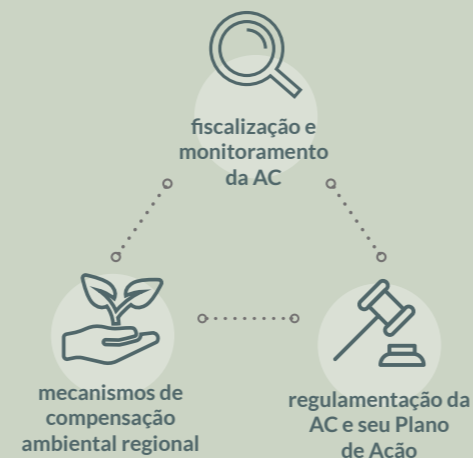 fiscalização e
monitoramento
da AC
mecanismos de
compensação
ambiental regional
regulamentação da
AC e seu Plano
de Ação